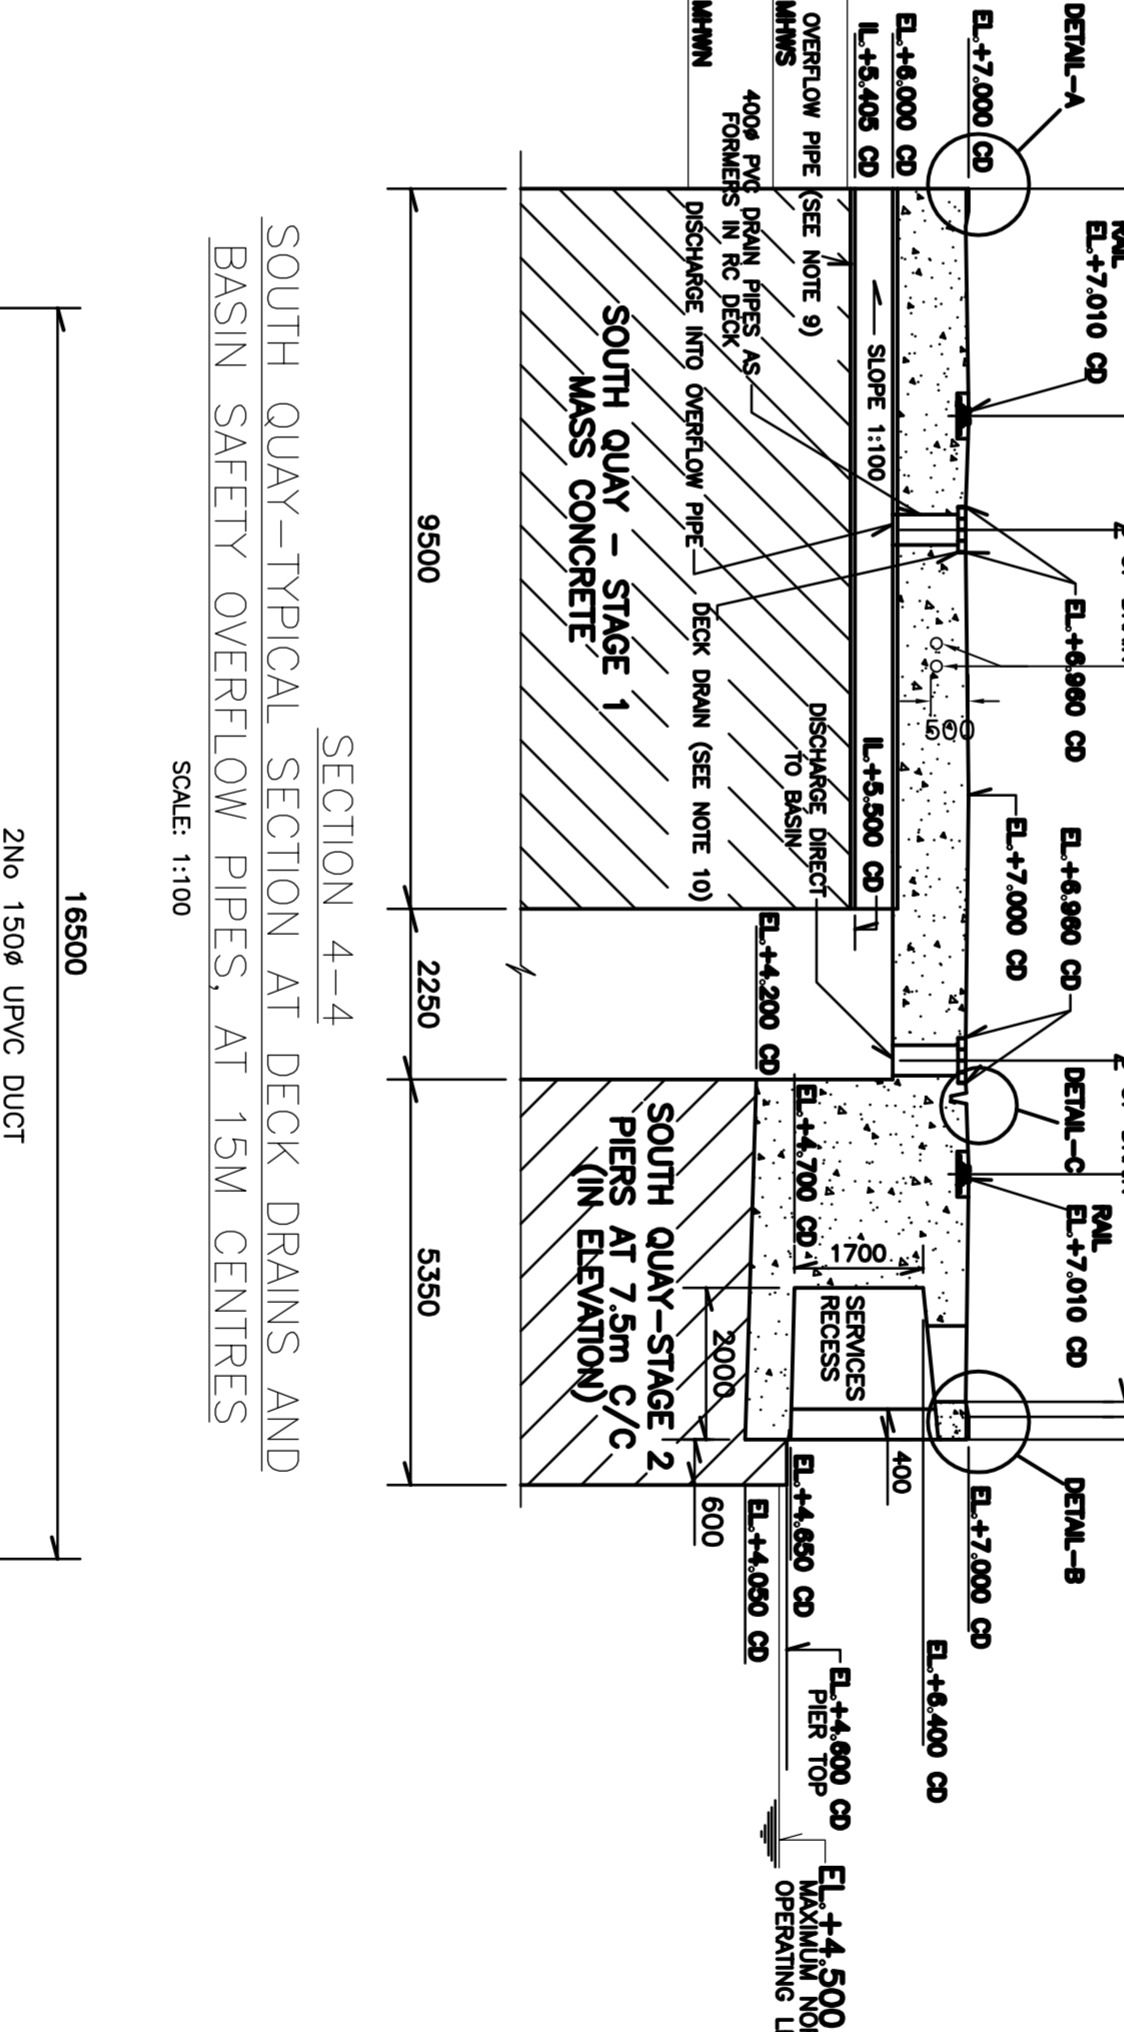 DETAIL-A
EL.+7.000 CD
EL.+6.000 CD
IL.+5.405 CD
OVERFLOW PIPE (SEE NOTE 9)
MHWS
400ø PVC DRAIN PIPES AS
FORMERS IN RC DECK
MHWN
DISCHARGE INTO OVERFLOW PIPE
RAIL
EL.+7.010 CD
SLOPE 1:100
EL.+6.960 CD
500
EL.+7.000 CD
IL.+5.500 CD
DISCHARGE DIRECT
TO BASIN
DECK DRAIN (SEE NOTE 10)
SOUTH QUAY - STAGE 1
MASS CONCRETE
EL.+6.960 CD
EL.+4.200 CD
DETAIL-C
RAIL
EL.+7.010 CD
EL.+4.700 CD
1700
SERVICES
RECESS
2000
400
600
SOUTH QUAY-STAGE 2
PIERS AT 7.5m C/C
(IN ELEVATION)
DETAIL-B
EL.+7.000 CD
EL.+6.400 CD
EL.+4.650 CD
EL.+4.050 CD
EL.+4.600 CD
PIER TOP
EL.+4.500
MAXIMUM
OPERATING
9500
2250
5350
SECTION 4-4
SOUTH QUAY-TYPICAL SECTION AT DECK DRAINS AND
BASIN SAFETY OVERFLOW PIPES, AT 15M CENTRES
SCALE: 1:100
16500
2No 150ø UPVC DUCT